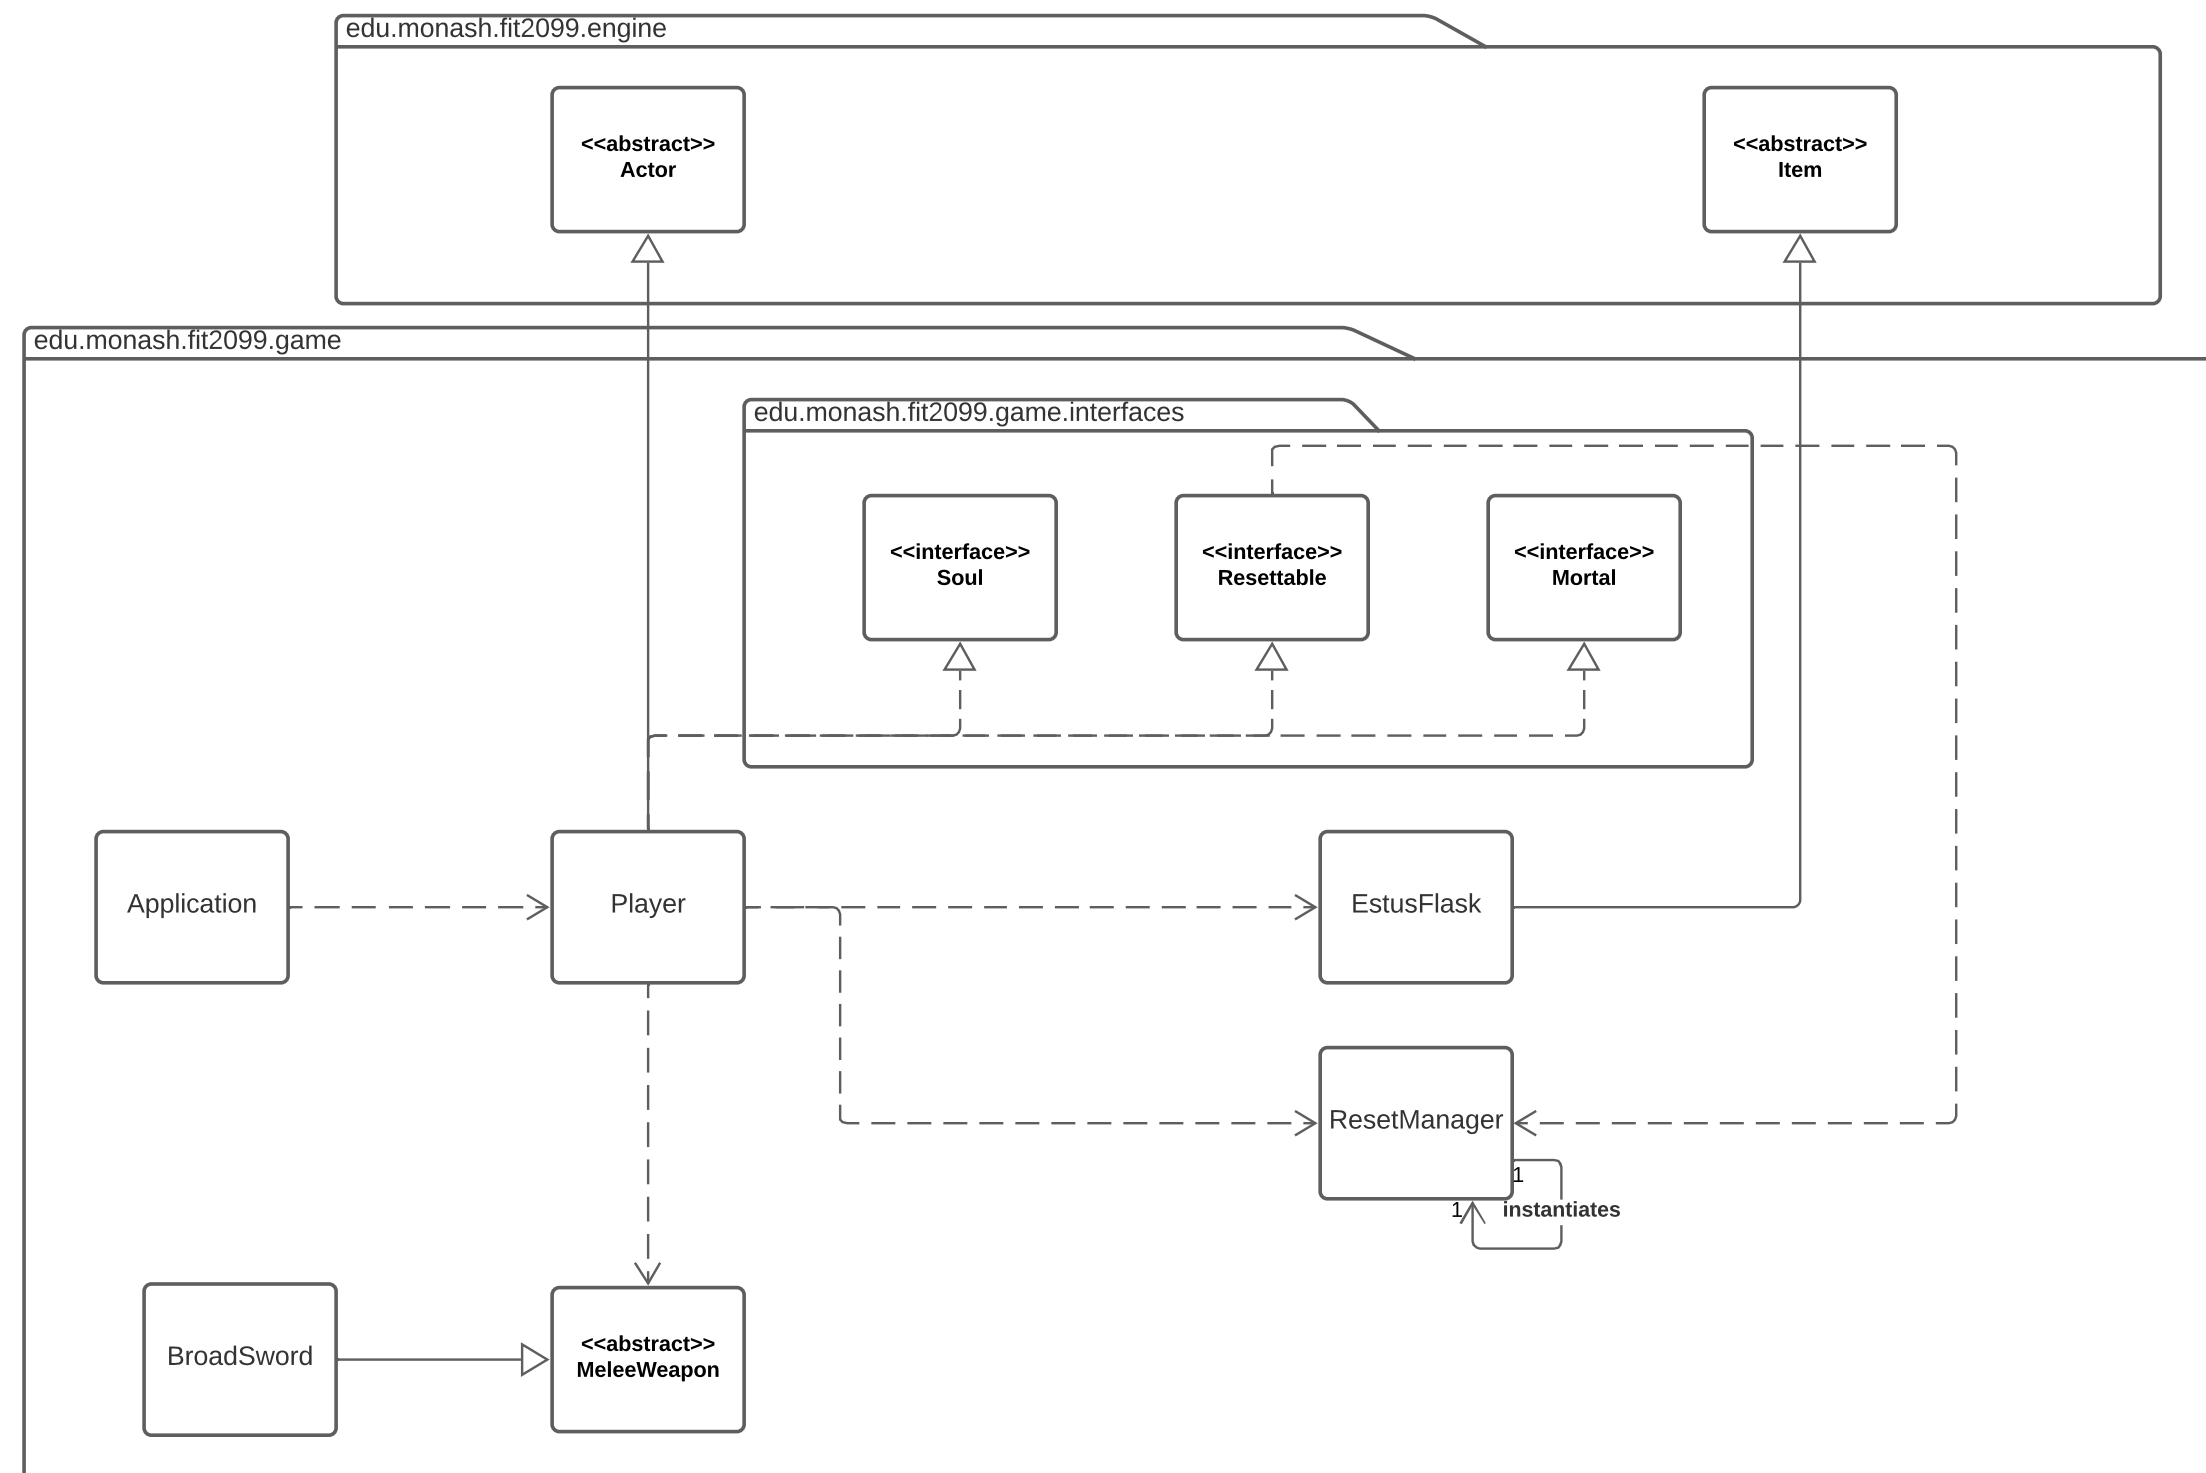 edu.monash.fit2099.engine
<<abstract>>
Actor
<<abstract>>
Item
edu.monash.fit2099.game
edu.monash.fit2099.game.interfaces
<<interface>>
Soul
<<interface>>
Resettable
<<interface>>
Mortal
Application
Player
EstusFlask
ResetManager
1
1
instantiates
BroadSword
<<abstract>>
MeleeWeapon